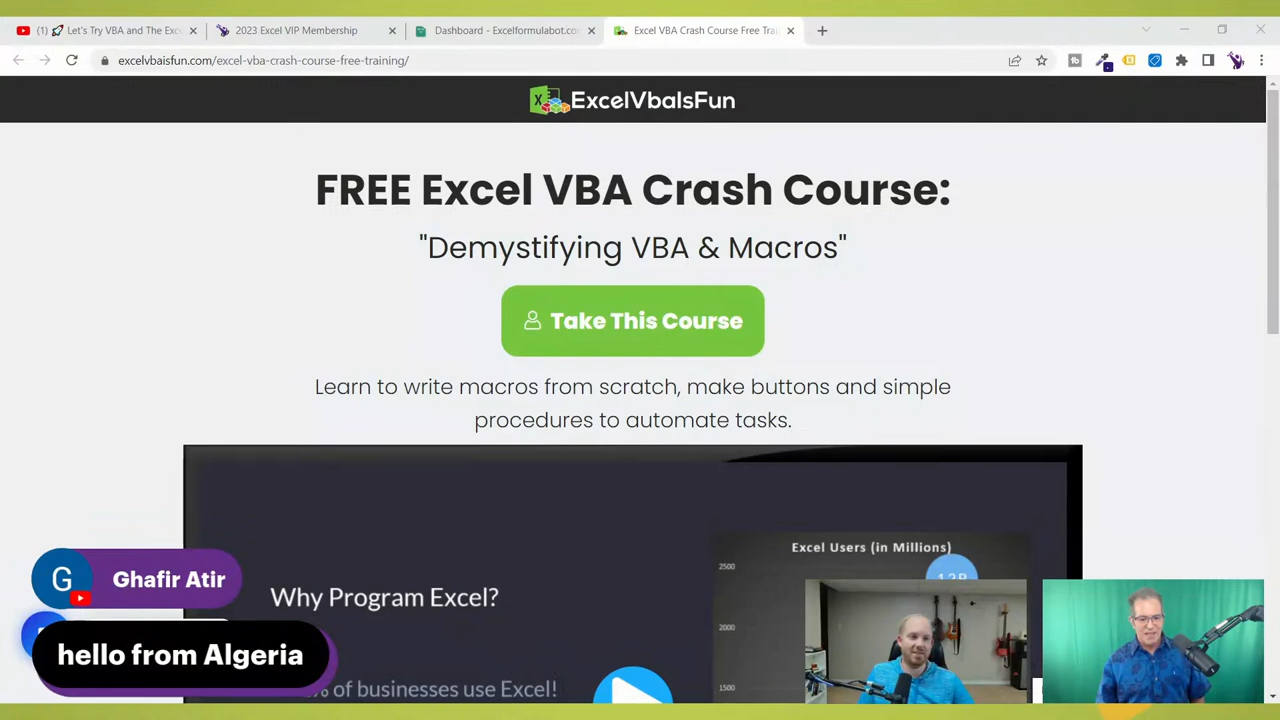 (1) 🚀 Let's Try VBA and The Exce
2023 Excel VIP Membership
Dashboard - Excelformulabot.co
Excel VBA Crash Course Free Trai
excelvbaisfun.com/excel-vba-crash-course-free-training/
ExcelVbaIsFun
FREE Excel VBA Crash Course:
"Demystifying VBA & Macros"
Take This Course
Learn to write macros from scratch, make buttons and simple
procedures to automate tasks.
Excel Users (in Millions)
2500
1.2B
2000
1500
Why Program Excel?
% of businesses use Excel!
G
Ghafir Atir
hello from Algeria